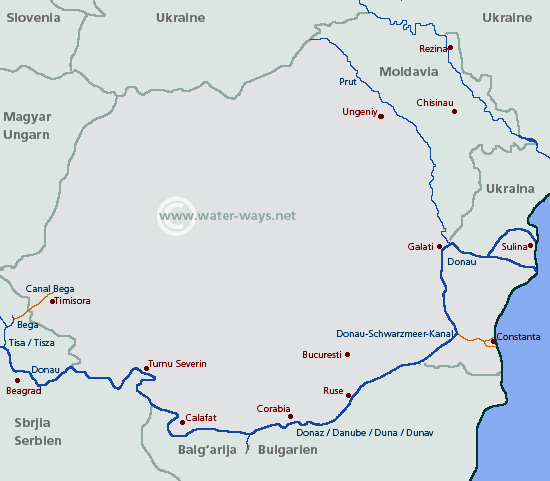 Slovenia
Ukraine
Ukraine
Rezina
Moldavia
Prut
Chisinau
Ungeniy
Magyar
Ungarn
Ukraina
© www.water-ways.net
Galati
Sulina
Donau
Canal Bega
Timisora
Bega
Donau-Schwarzmeer-Kanal
Constanta
Tisa / Tisza
Bucuresti
Turnu Severin
Donau
Beagrad
Ruse
Corabia
Calafat
Sbrjia
Serbien
Donaz / Danube / Duna / Dunav
Balg'arija
Bulgarien